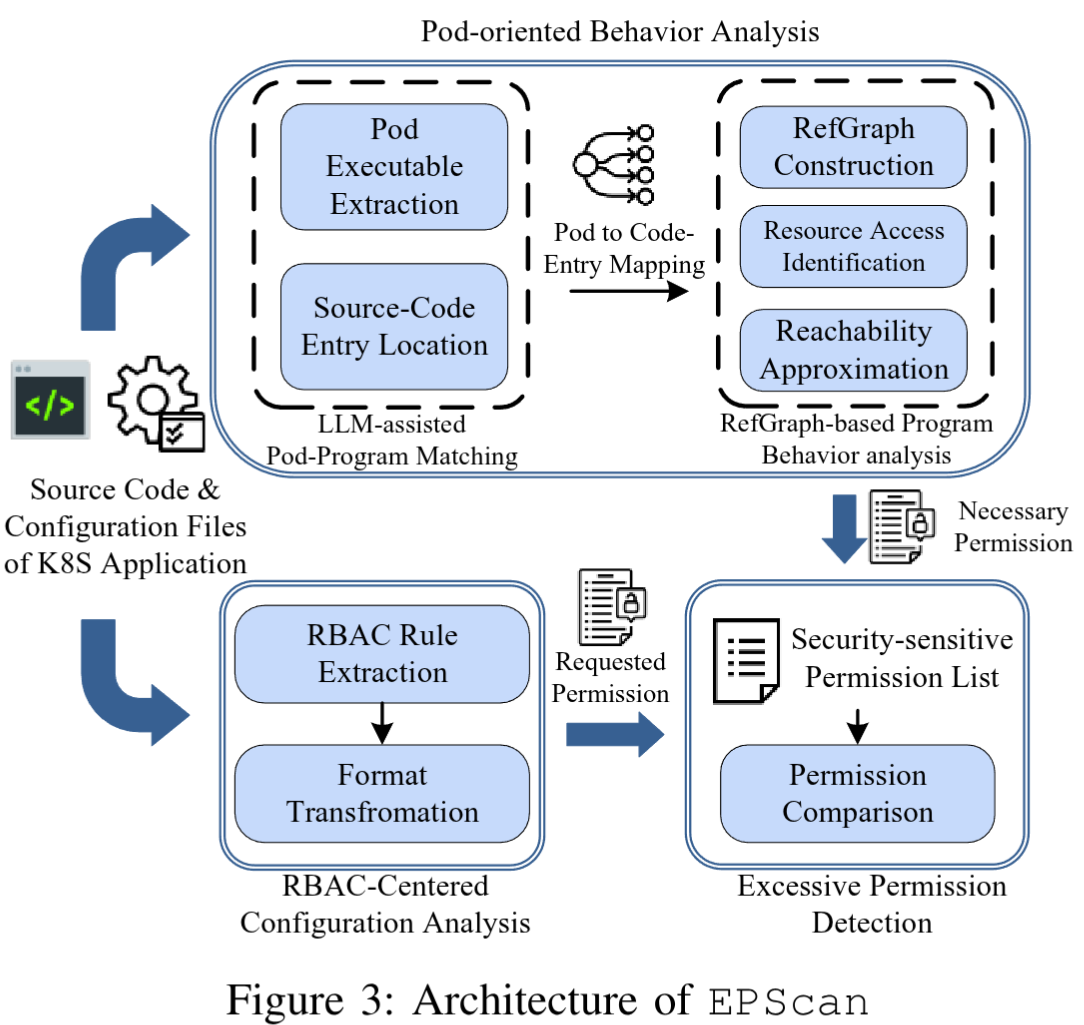 Pod-oriented Behavior Analysis
Pod
Executable
Extraction
Source-Code
Entry Location
LLM-assisted
Pod-Program Matching
Pod to Code-
Entry Mapping
RefGraph
Construction
Resource Access
Identification
Reachability
Approximation
RefGraph-based Program
Behavior analysis
</>
Source Code &
Configuration Files
of K8S Application
Necessary
Permission
RBAC Rule
Extraction
Format
Transfromation
RBAC-Centered
Configuration Analysis
Requested
Permission
Security-sensitive
Permission List
Permission
Comparison
Excessive Permission
Detection
Figure 3: Architecture of EPScan